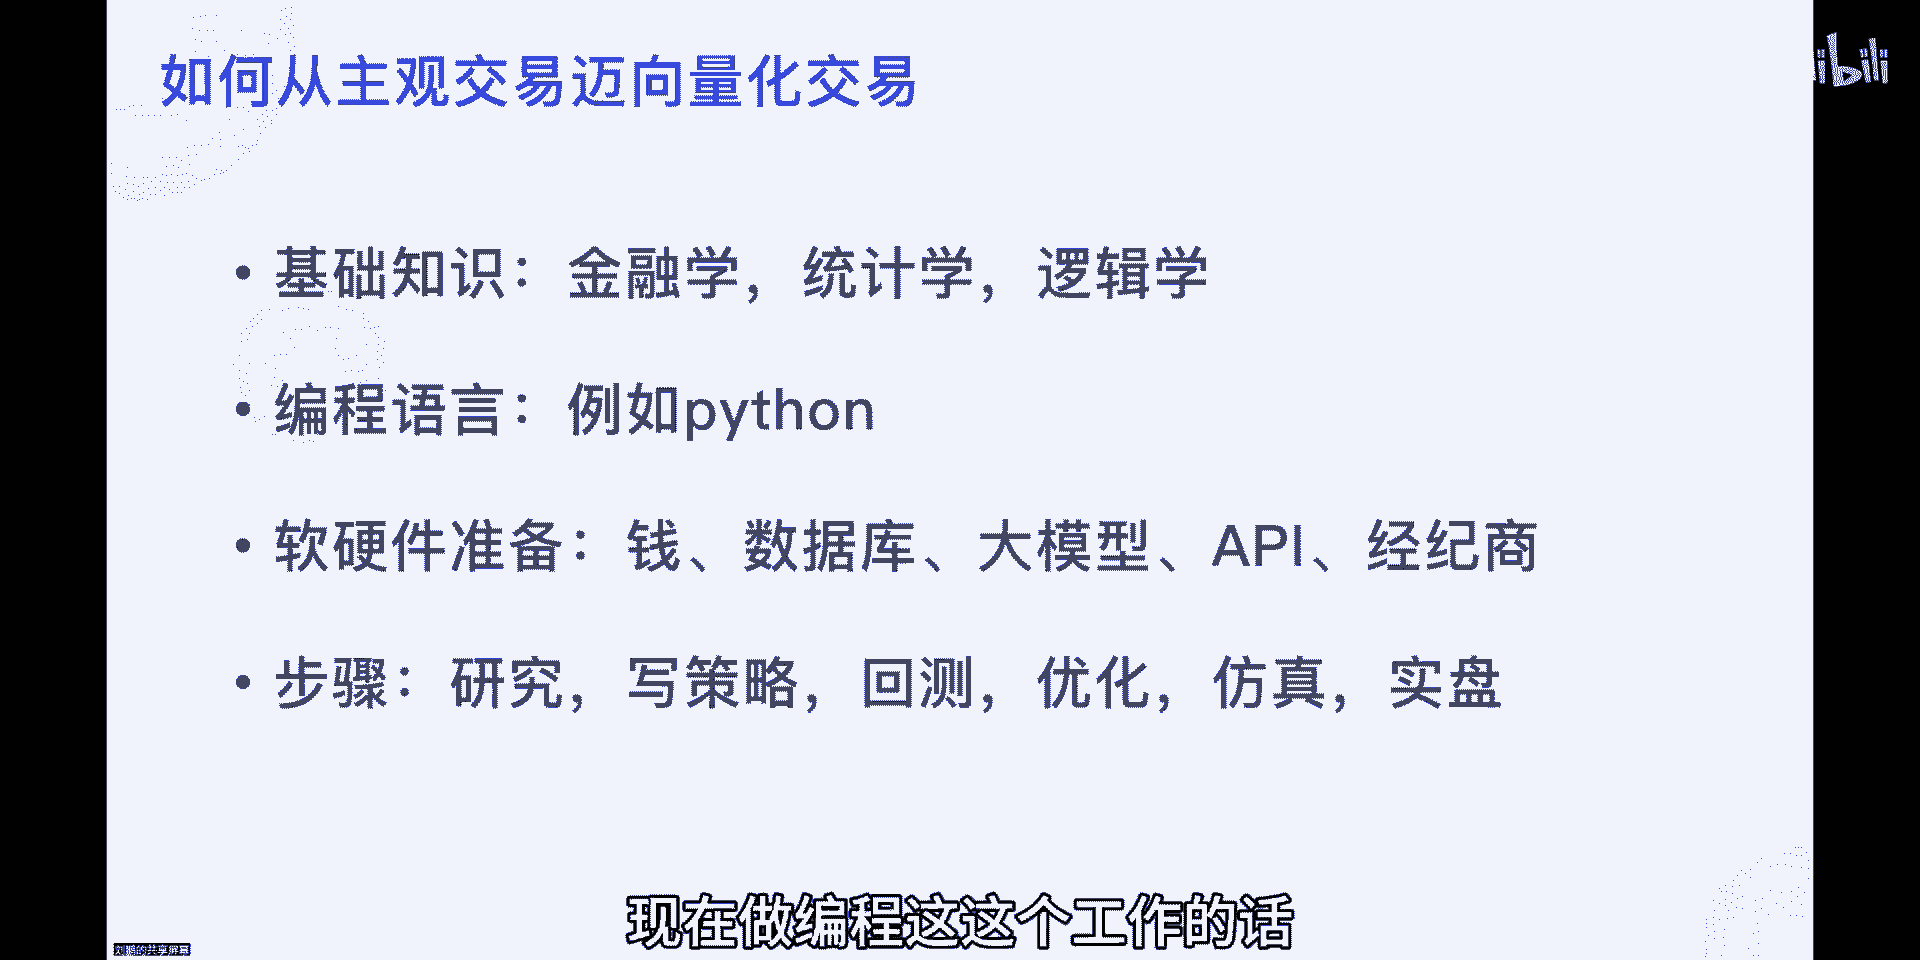 如何从主观交易迈向量化交易
• 基础知识：金融学，统计学，逻辑学
• 编程语言：例如python
• 软硬件准备：钱、数据库、大模型、API、经纪商
• 步骤：研究，写策略，回测，优化，仿真，实盘
现在做编程这这个工作的话